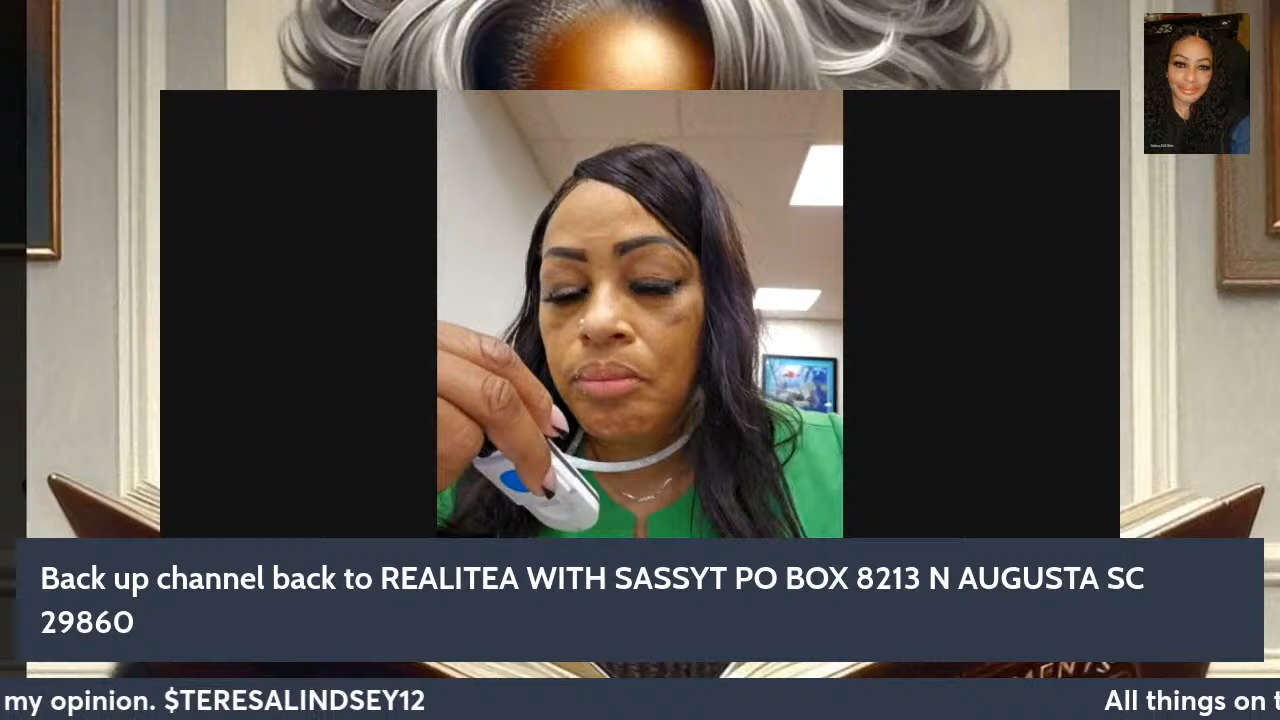 Back up channel back to REALITEA WITH SASSYT PO BOX 8213 N AUGUSTA SC
29860
my opinion. $TERESALINDSEY12
All things on t